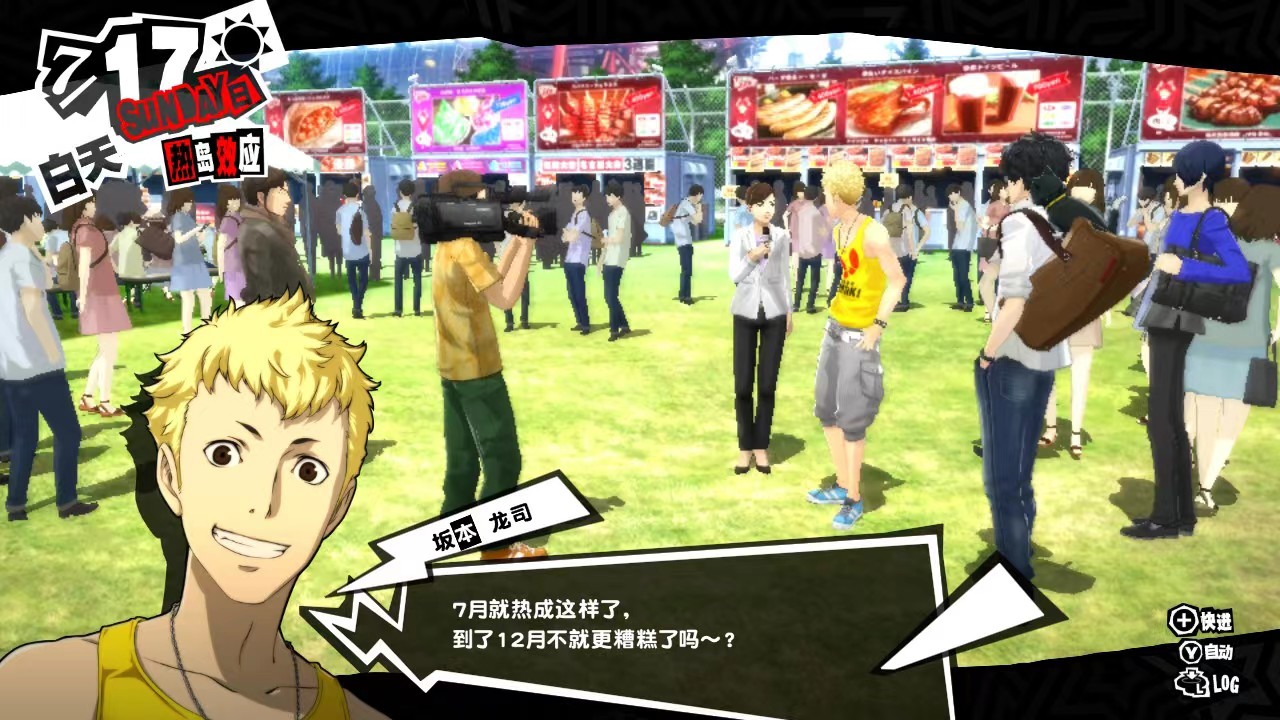 7 17
SUNDAY 日
白天
热岛效应
坂本 龙司
7月就热成这样了，
到了12月不就更糟糕了吗～？
+ 快进
Y 自动
L LOG